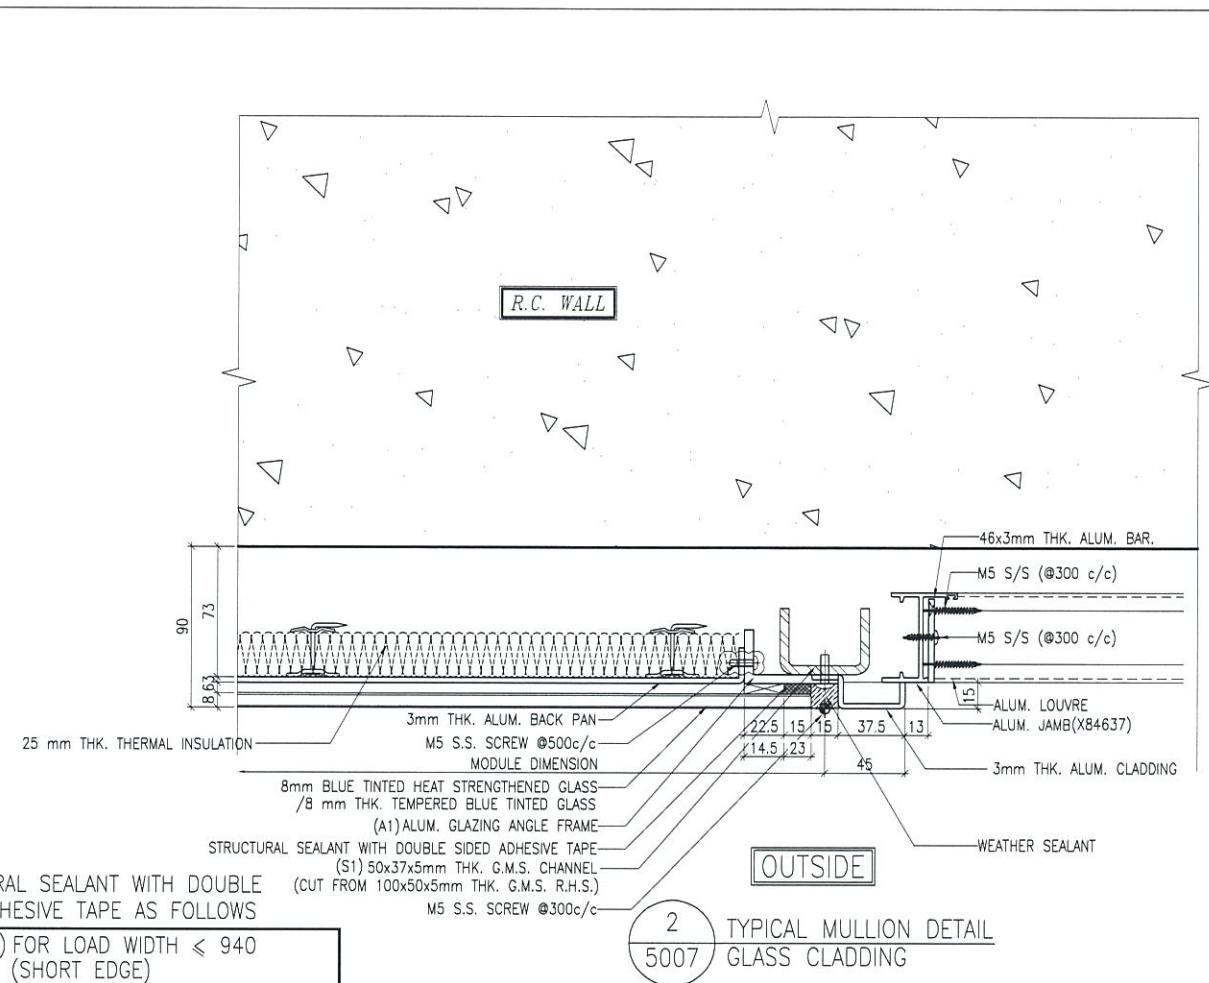 R.C. WALL
46x3mm THK. ALUM. BAR.
M5 S/S (@300 c/c)
M5 S/S (@300 c/c)
90
73
8,63
15
ALUM. LOUVRE
ALUM. JAMB(X84637)
3mm THK. ALUM. CLADDING
WEATHER SEALANT
22.5 15 15 37.5 13
14.5 23
45
25 mm THK. THERMAL INSULATION
3mm THK. ALUM. BACK PAN
M5 S.S. SCREW @500c/c
MODULE DIMENSION
8mm BLUE TINTED HEAT STRENGTHENED GLASS
/8 mm THK. TEMPERED BLUE TINTED GLASS
(A1)ALUM. GLAZING ANGLE FRAME
STRUCTURAL SEALANT WITH DOUBLE SIDED ADHESIVE TAPE
(S1) 50x37x5mm THK. G.M.S. CHANNEL
(CUT FROM 100x50x5mm THK. G.M.S. R.H.S.)
M5 S.S. SCREW @300c/c
OUTSIDE
RAL SEALANT WITH DOUBLE
HESIVE TAPE AS FOLLOWS
) FOR LOAD WIDTH ⩽ 940
(SHORT EDGE)
2
5007
TYPICAL MULLION DETAIL
GLASS CLADDING